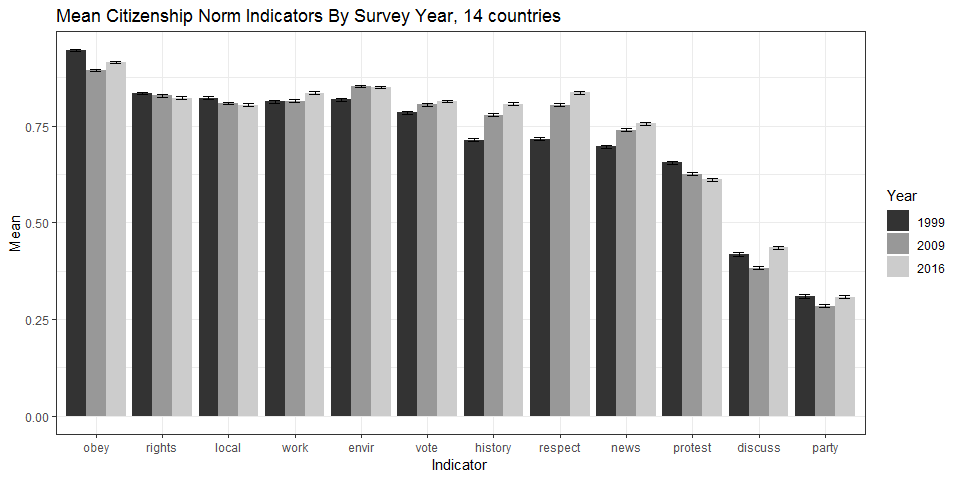 Mean Citizenship Norm Indicators By Survey Year, 14 countries
Mean
0.75
0.50
0.25
0.00
obey rights local work envir vote history respect news protest discuss party
Indicator
Year
1999
2009
2016